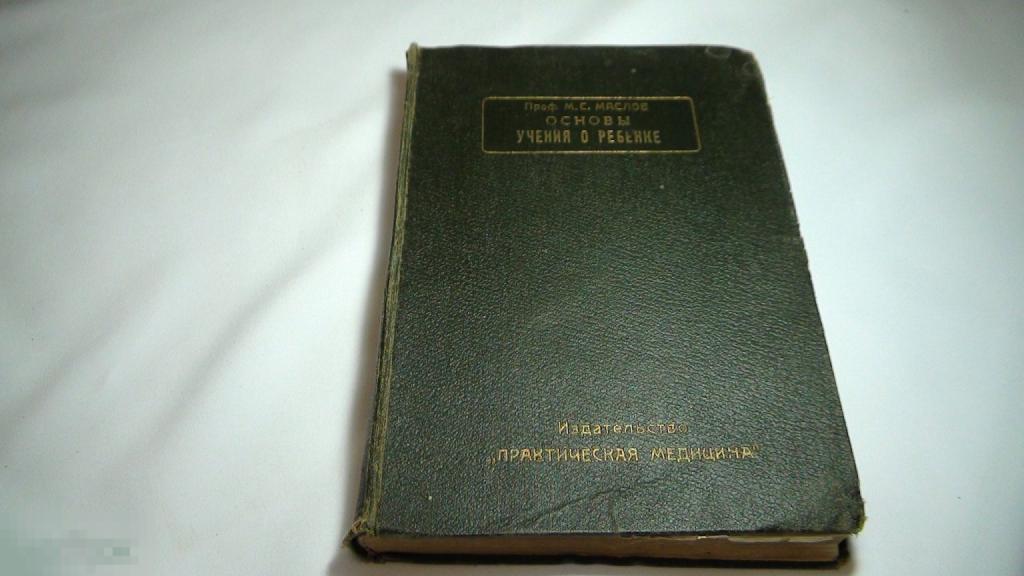 Проф. М.С. МАСЛОВ
ОСНОВЫ
УЧЕНИЯ О РЕБЕНКЕ
Издательство
„ПРАКТИЧЕСКАЯ МЕДИЦИНА"